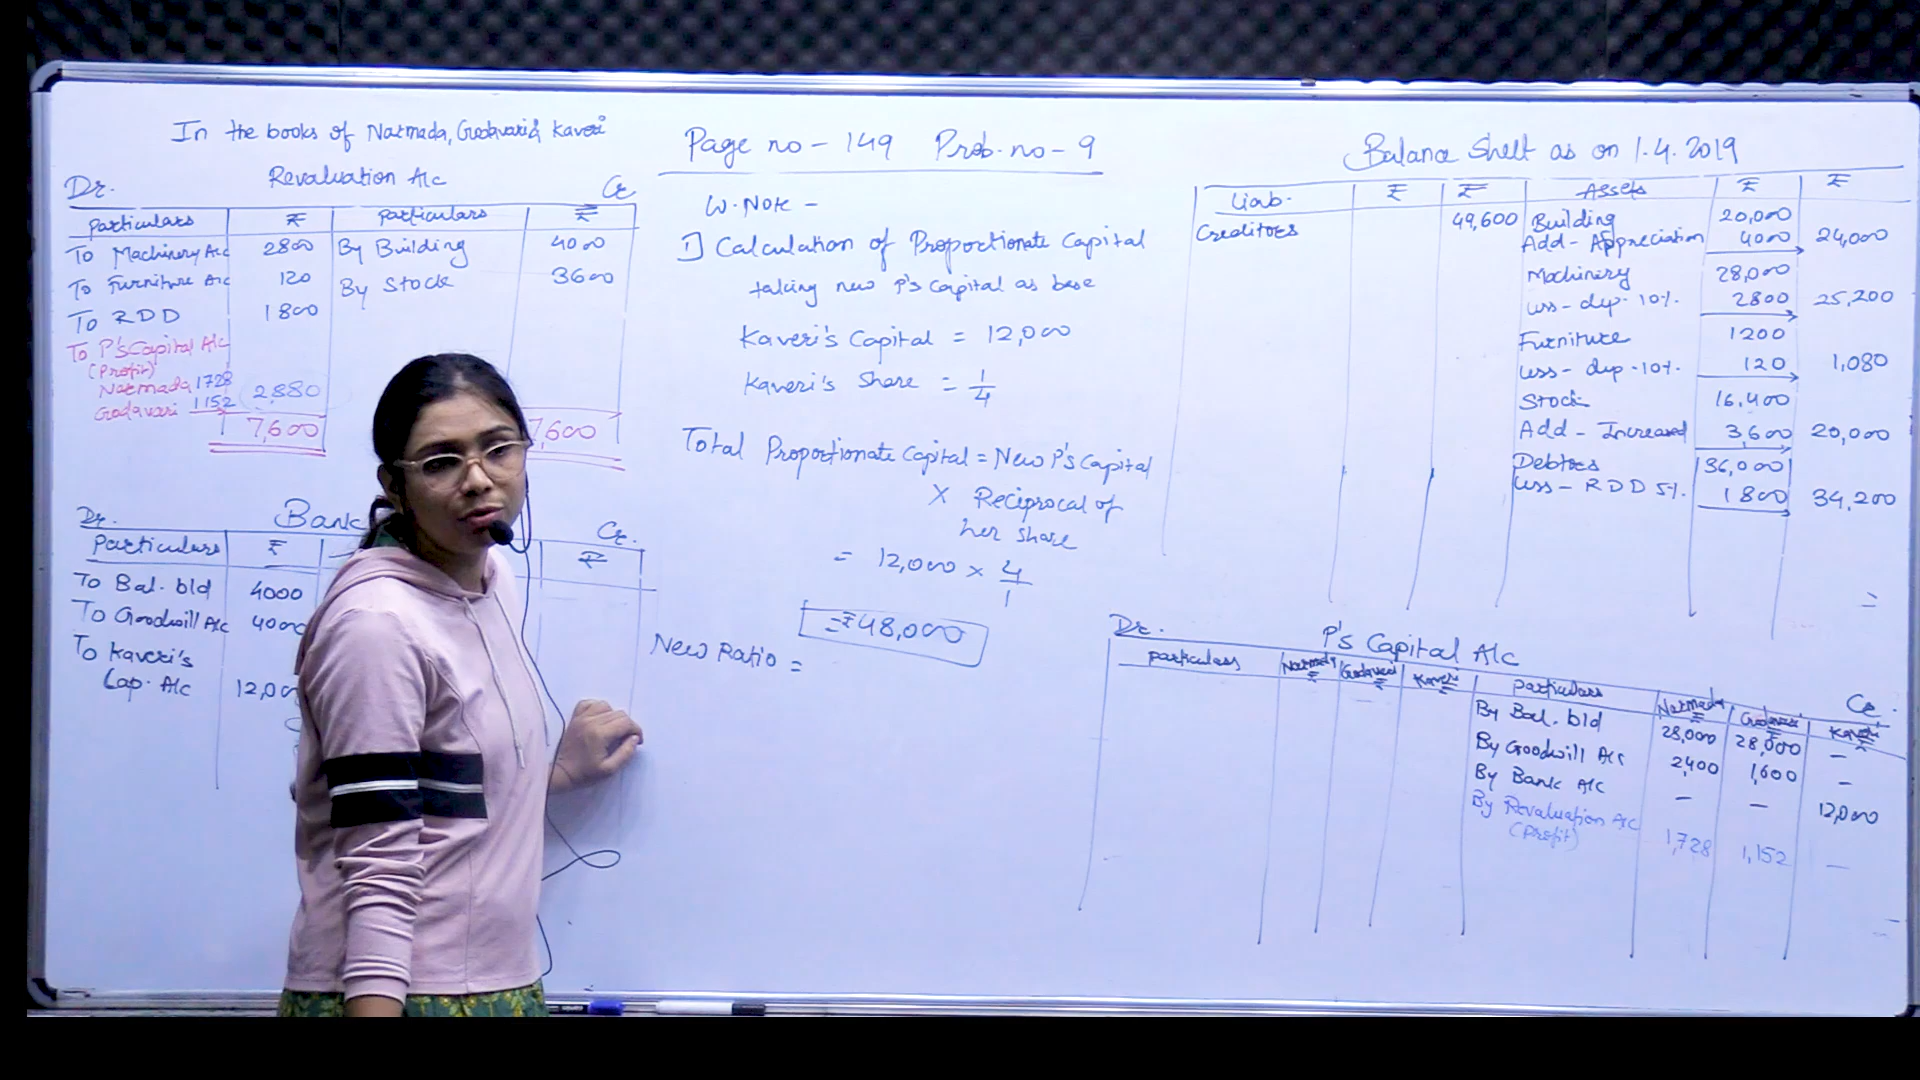 In the books of Narmada, Godavari & Kaveri
Revaluation A/c
Dr. Cr
Particulars ₹ Particulars ₹
To Machinery A/c 2800 By Building 4000
To Furniture A/c 120 By Stock 3600
To RDD 1800
To P's Capital A/c
(Profit)
Narmada 1728
Godavari 1152 2,880
7,600 7,600
Dr. Bank Cr.
Particulars ₹ ₹
To Bal. b/d 4000
To Goodwill A/c 4000
To Kaveri's
Cap. A/c
Page no - 149 Prob. no - 9
W. Note -
1] Calculation of Proportionate Capital
taking new P's Capital as base
Kaveri's Capital = 12,000
Kaveri's Share = 1/4
Total Proportionate Capital = New P's Capital
X Reciprocal of
her share
= 12,000 × 4/1
= ₹48,000
New Ratio =
Balance Sheet as on 1.4.2019
Liab. ₹ ₹ Assets ₹ ₹
Creditors 49,600 Building 20,000
Add - Appreciation 4000 24,000
Machinery 28,000
Less - dep. 10%. 2800 25,200
Furniture 1200
Less - dep. 10%. 120 1,080
Stock 16,400
Add - Increased 3,600 20,000
Debtors 36,000
Less - RDD 5%. 1800 34,200
Dr. P's Capital A/c Cr.
Particulars Narmada ₹ Godavari ₹ Kaveri ₹ Particulars Narmada ₹ Godavari ₹ Kaveri ₹
By Bal. b/d 28,000 28,000 -
By Goodwill A/c 2,400 1,600 -
By Bank A/c - - 12,000
By Revaluation A/c
(Profit) 1,728 1,152 -